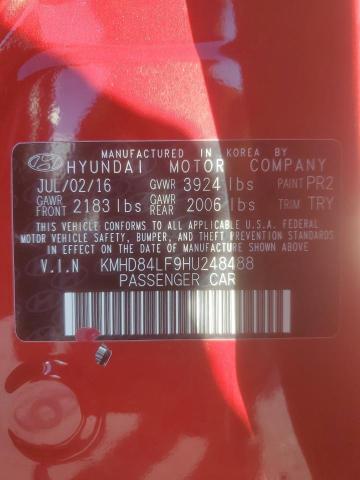 MANUFACTURED IN KOREA BY
HYUNDAI MOTOR COMPANY
JUL/02/16 GVWR 3924 lbs PAINT PR2
GAWR FRONT 2183 lbs GAWR REAR 2006 lbs TRIM TRY
THIS VEHICLE CONFORMS TO ALL APPLICABLE U.S.A. FEDERAL
MOTOR VEHICLE SAFETY, BUMPER, AND THEFT PREVENTION STANDARDS
IN EFFECT ON THE DATE OF MANUFACTURE SHOWN ABOVE.
V.I.N KMHD84LF9HU248488
PASSENGER CAR